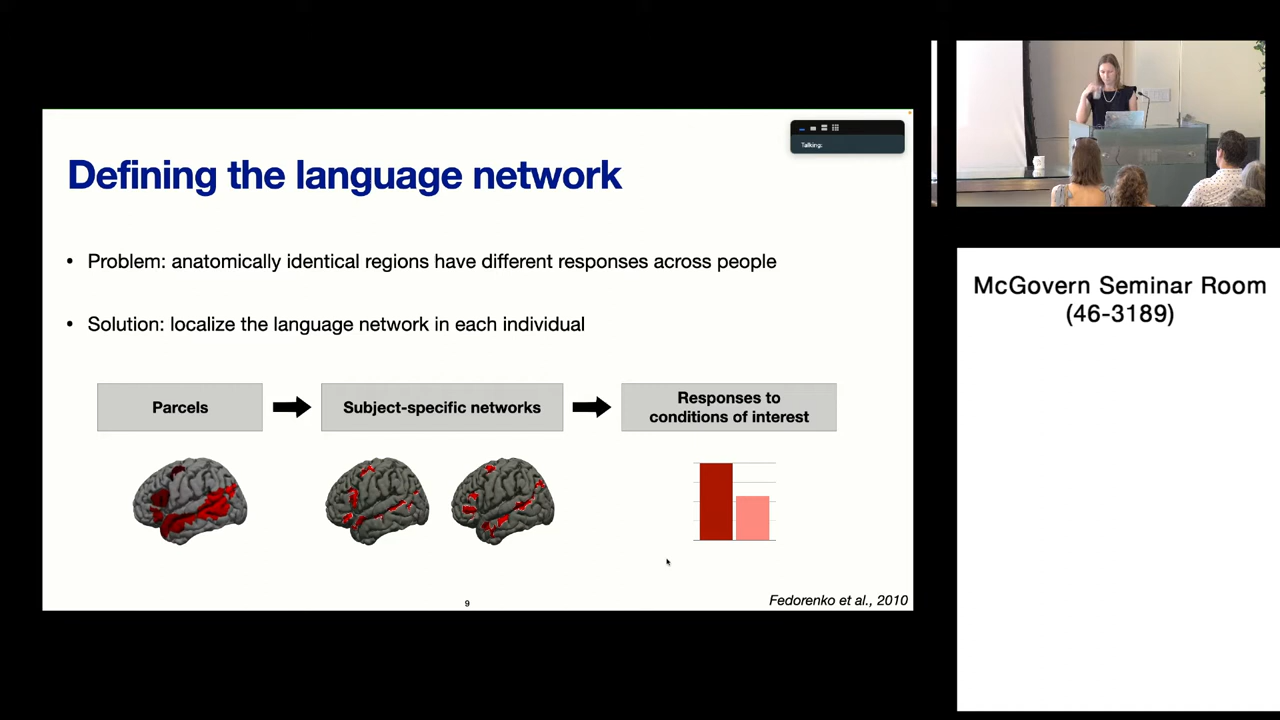 Defining the language network
Talking:
• Problem: anatomically identical regions have different responses across people
• Solution: localize the language network in each individual
Parcels
Subject-specific networks
Responses to
conditions of interest
9
Fedorenko et al., 2010
McGovern Seminar Room
(46-3189)